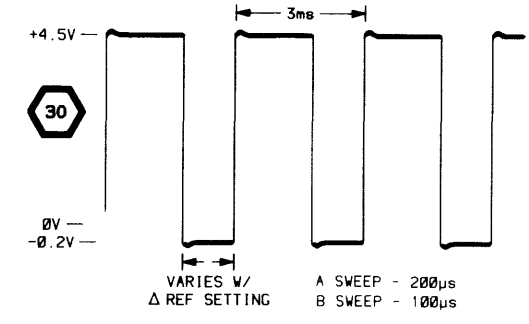 3ms
+4.5V
30
0V
-0.2V
VARIES W/
Δ REF SETTING
A SWEEP - 200µs
B SWEEP - 100µs